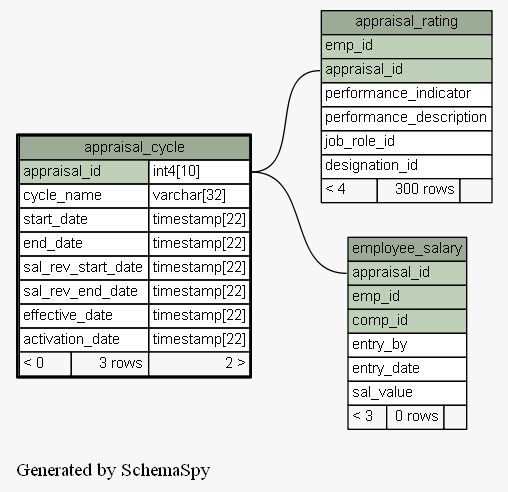 appraisal_rating
emp_id
appraisal_id
performance_indicator
performance_description
job_role_id
designation_id
< 4 300 rows
appraisal_cycle
appraisal_id int4[10]
cycle_name varchar[32]
start_date timestamp[22]
end_date timestamp[22]
sal_rev_start_date timestamp[22]
sal_rev_end_date timestamp[22]
effective_date timestamp[22]
activation_date timestamp[22]
< 0 3 rows 2 >
employee_salary
appraisal_id
emp_id
comp_id
entry_by
entry_date
sal_value
< 3 0 rows
Generated by SchemaSpy